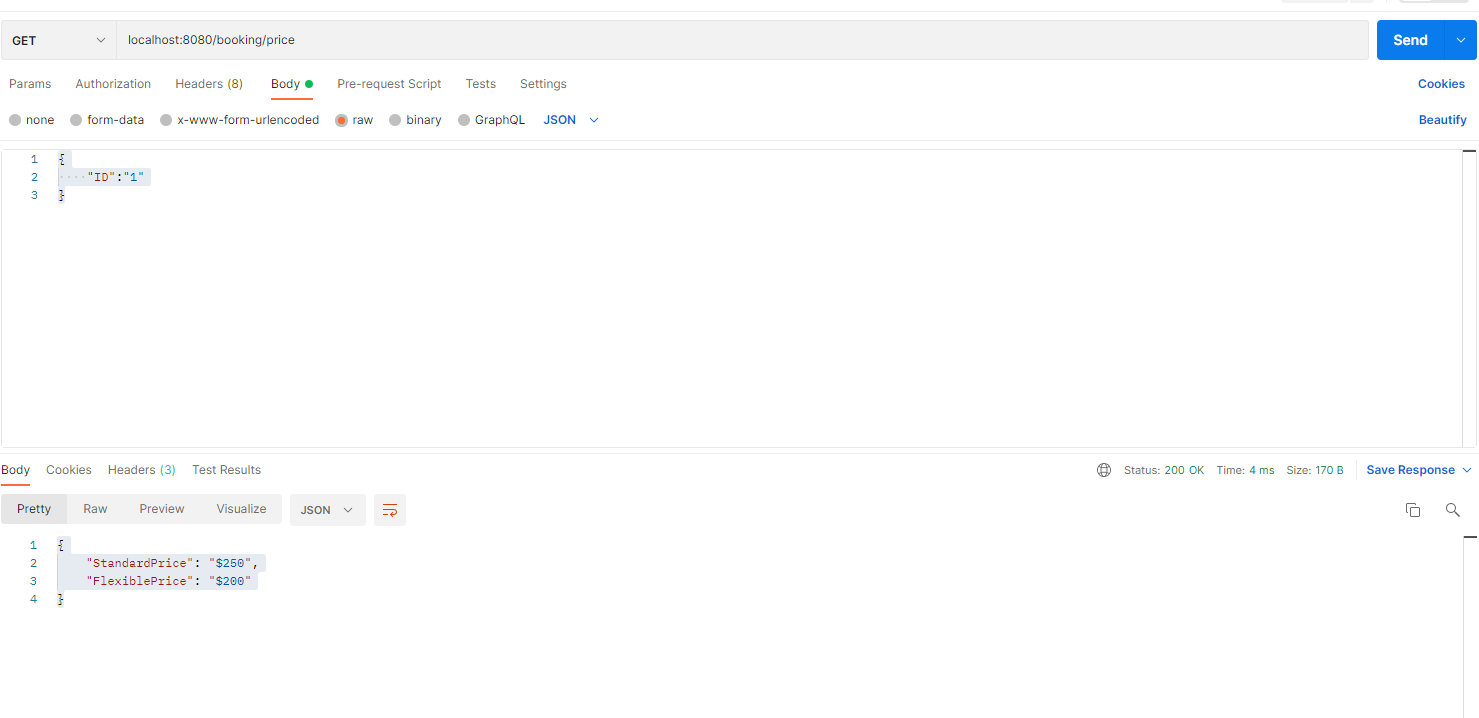 GET localhost:8080/booking/price Send
Params Authorization Headers (8) Body Pre-request Script Tests Settings Cookies
none form-data x-www-form-urlencoded raw binary GraphQL JSON Beautify
1 {
2 ····"ID":"1"
3 }
Body Cookies Headers (3) Test Results Status: 200 OK Time: 4 ms Size: 170 B Save Response
Pretty Raw Preview Visualize JSON
1 {
2 "StandardPrice": "$250",
3 "FlexiblePrice": "$200"
4 }